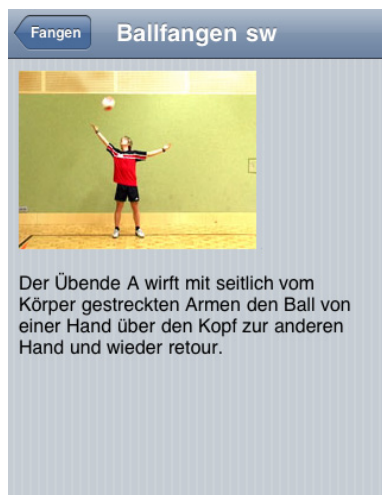 Fangen
Ballfangen sw
Der Übende A wirft mit seitlich vom
Körper gestreckten Armen den Ball von
einer Hand über den Kopf zur anderen
Hand und wieder retour.